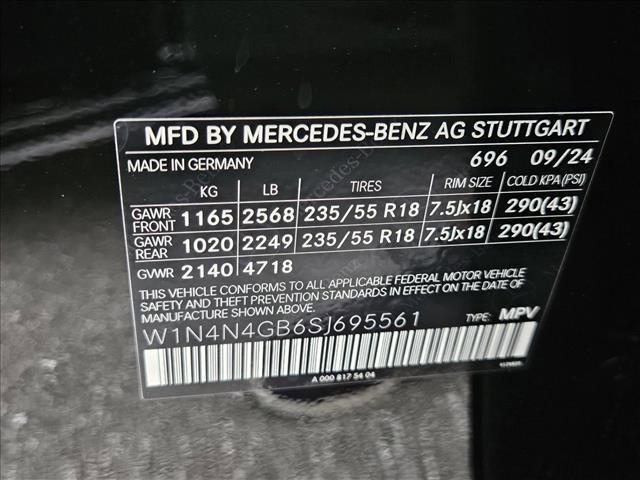 MFD BY MERCEDES-BENZ AG STUTTGART
MADE IN GERMANY 696 09/24
KG LB TIRES RIM SIZE COLD KPA(PSI)
GAWR FRONT 1165 2568 235/55 R18 7.5Jx18 290(43)
GAWR REAR 1020 2249 235/55 R18 7.5Jx18 290(43)
GVWR 2140 4718
THIS VEHICLE CONFORMS TO ALL APPLICABLE FEDERAL MOTOR VEHICLE
SAFETY AND THEFT PREVENTION STANDARDS IN EFFECT ON THE DATE OF
MANUFACTURE SHOWN ABOVE.
W1N4N4GB6SJ695561 TYPE: MPV
A 000 817 54 04